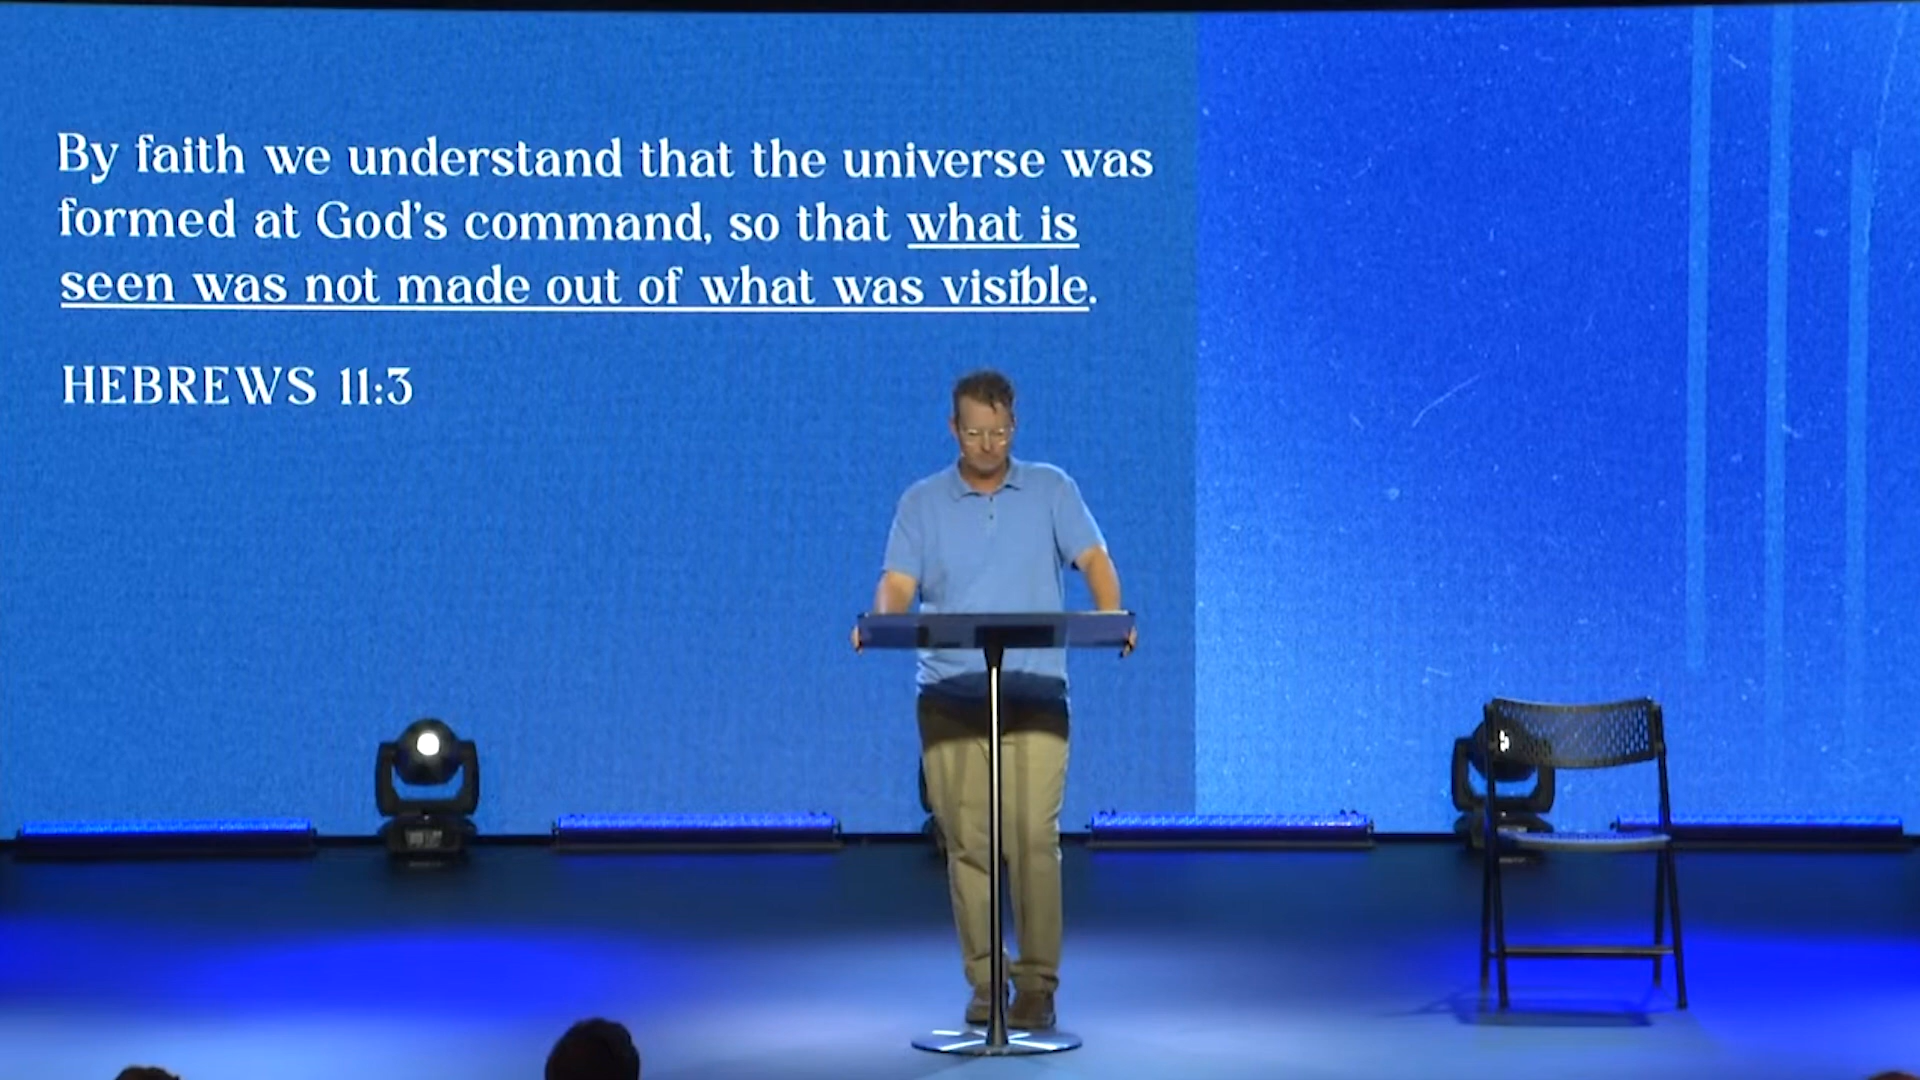 By faith we understand that the universe was
formed at God's command, so that what is
seen was not made out of what was visible.
HEBREWS 11:3